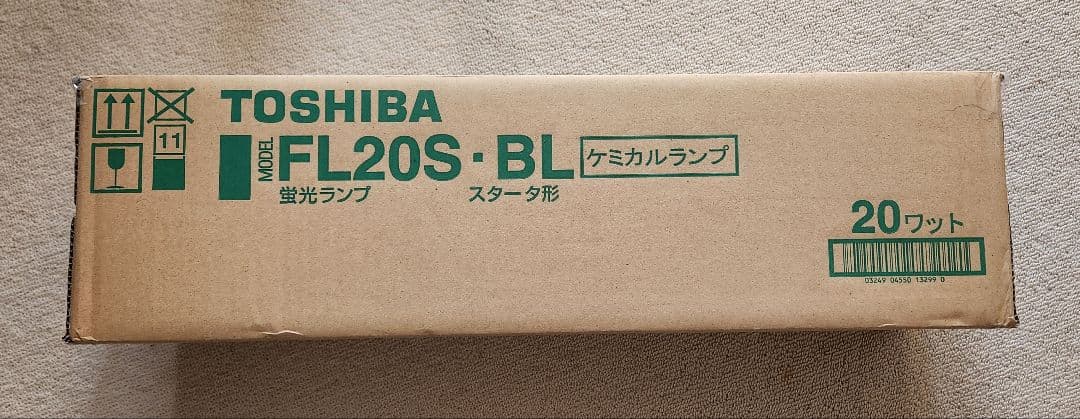 TOSHIBA
11
MODEL FL20S・BL ケミカルランプ
蛍光ランプ スタータ形
20ワット
03249 04550 13299 0